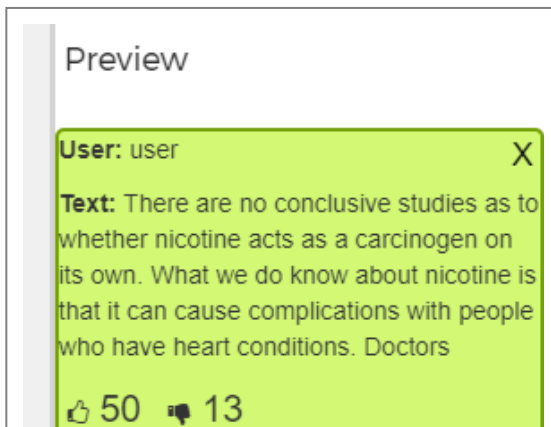 Preview
User: user
X
Text: There are no conclusive studies as to
whether nicotine acts as a carcinogen on
its own. What we do know about nicotine is
that it can cause complications with people
who have heart conditions. Doctors
50 13